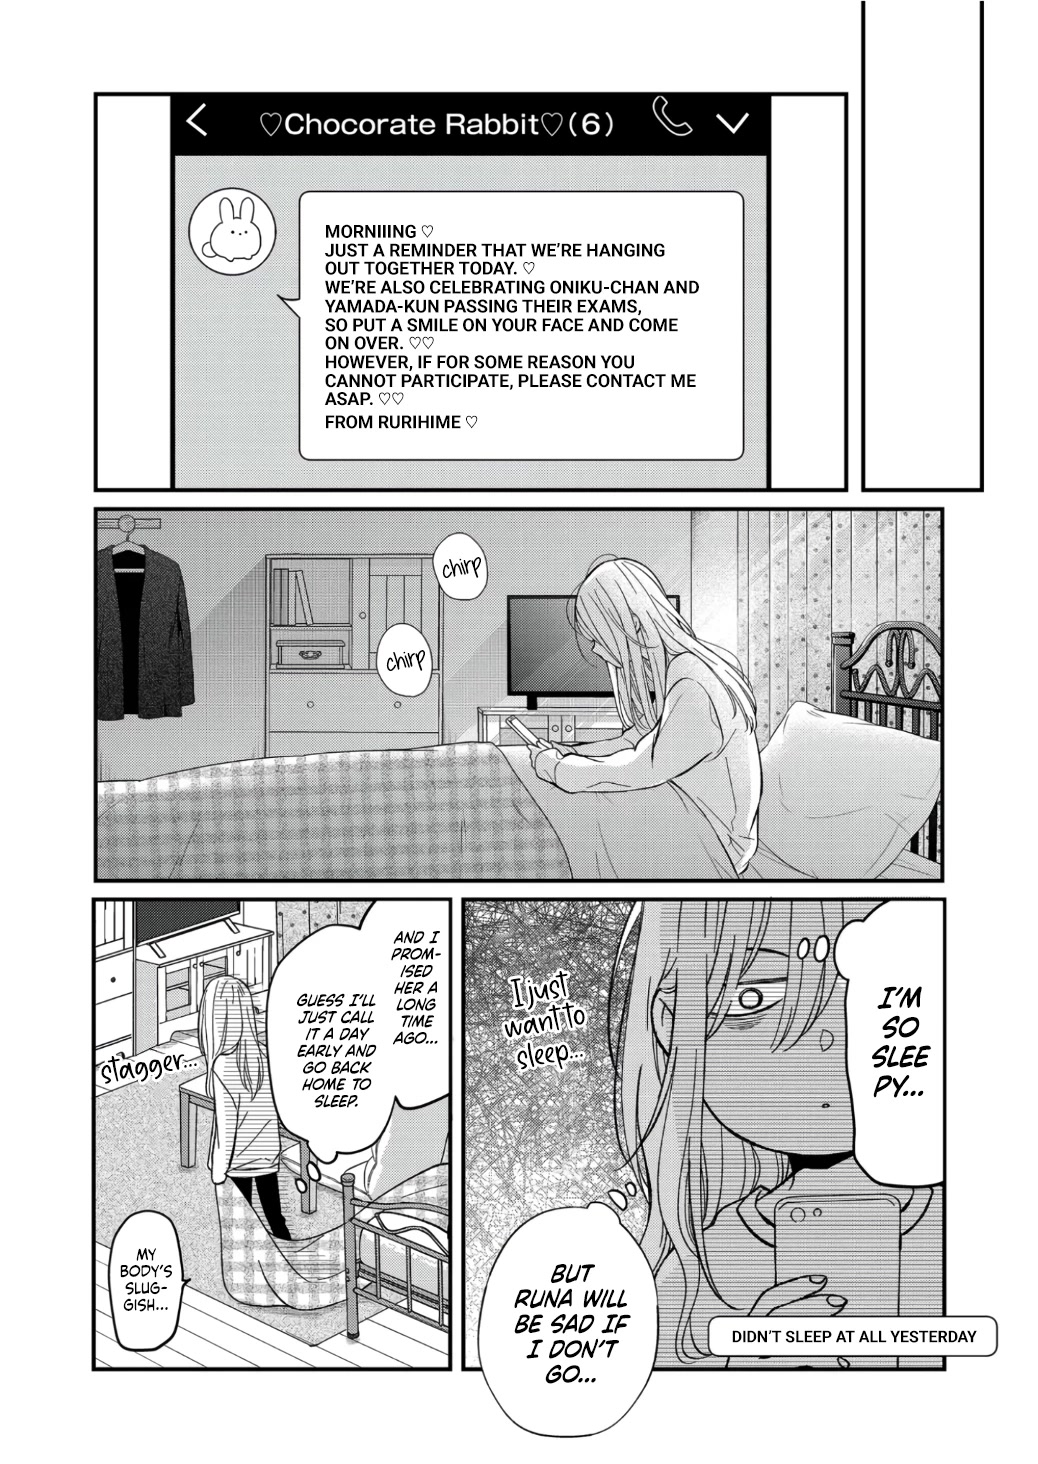 ♡Chocorate Rabbit♡(6)
MORNIIING ♡
JUST A REMINDER THAT WE'RE HANGING
OUT TOGETHER TODAY. ♡
WE'RE ALSO CELEBRATING ONIKU-CHAN AND
YAMADA-KUN PASSING THEIR EXAMS,
SO PUT A SMILE ON YOUR FACE AND COME
ON OVER. ♡♡
HOWEVER, IF FOR SOME REASON YOU
CANNOT PARTICIPATE, PLEASE CONTACT ME
ASAP. ♡♡
FROM RURIHIME ♡
chirp
chirp
I'M
SO
SLEE
PY...
I just
want to
sleep...
BUT
RUNA WILL
BE SAD IF
I DON'T
GO...
DIDN'T SLEEP AT ALL YESTERDAY
AND I
PROM-
ISED
HER A
LONG
TIME
AGO...
GUESS I'LL
JUST CALL
IT A DAY
EARLY AND
GO BACK
HOME TO
SLEEP.
stagger...
MY
BODY'S
SLUG-
GISH...